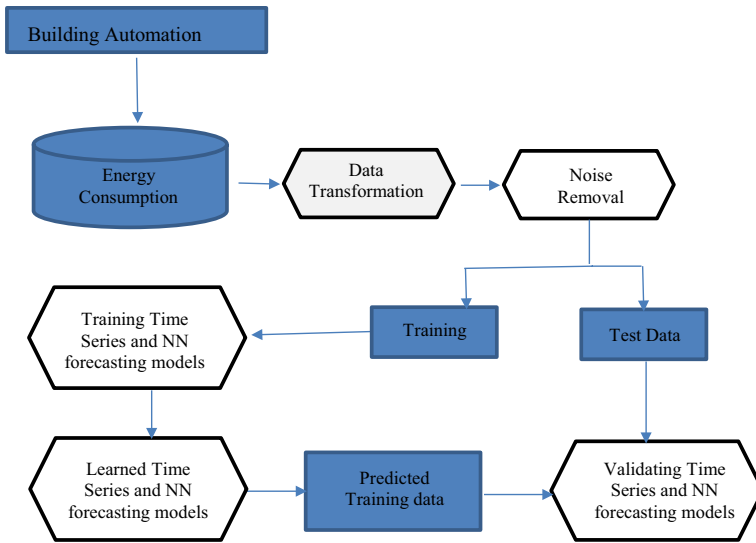 Building Automation
Energy
Consumption
Data
Transformation
Noise
Removal
Training Time
Series and NN
forecasting models
Training
Test Data
Learned Time
Series and NN
forecasting models
Predicted
Training data
Validating Time
Series and NN
forecasting models